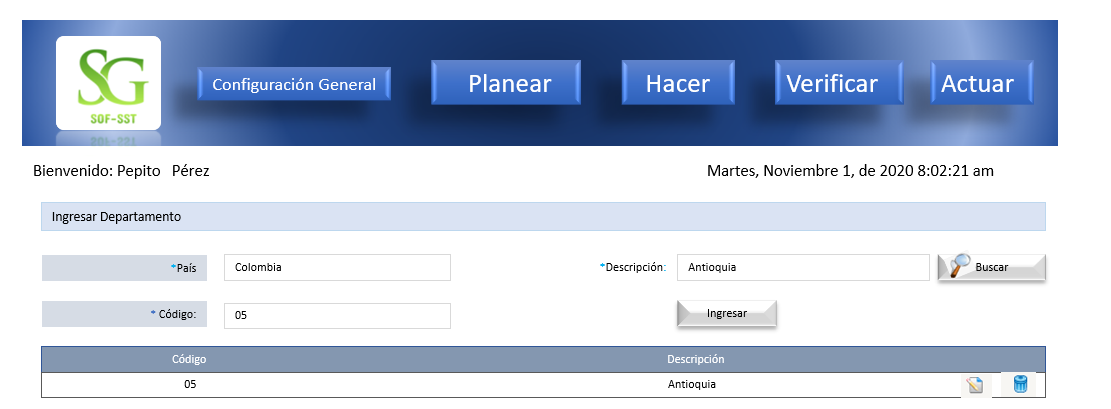 SG
SOF-SST
Configuración General Planear Hacer Verificar Actuar
Bienvenido: Pepito Pérez Martes, Noviembre 1, de 2020 8:02:21 am
Ingresar Departamento
*País Colombia *Descripción: Antioquia Buscar
* Código: 05 Ingresar
Código Descripción
05 Antioquia